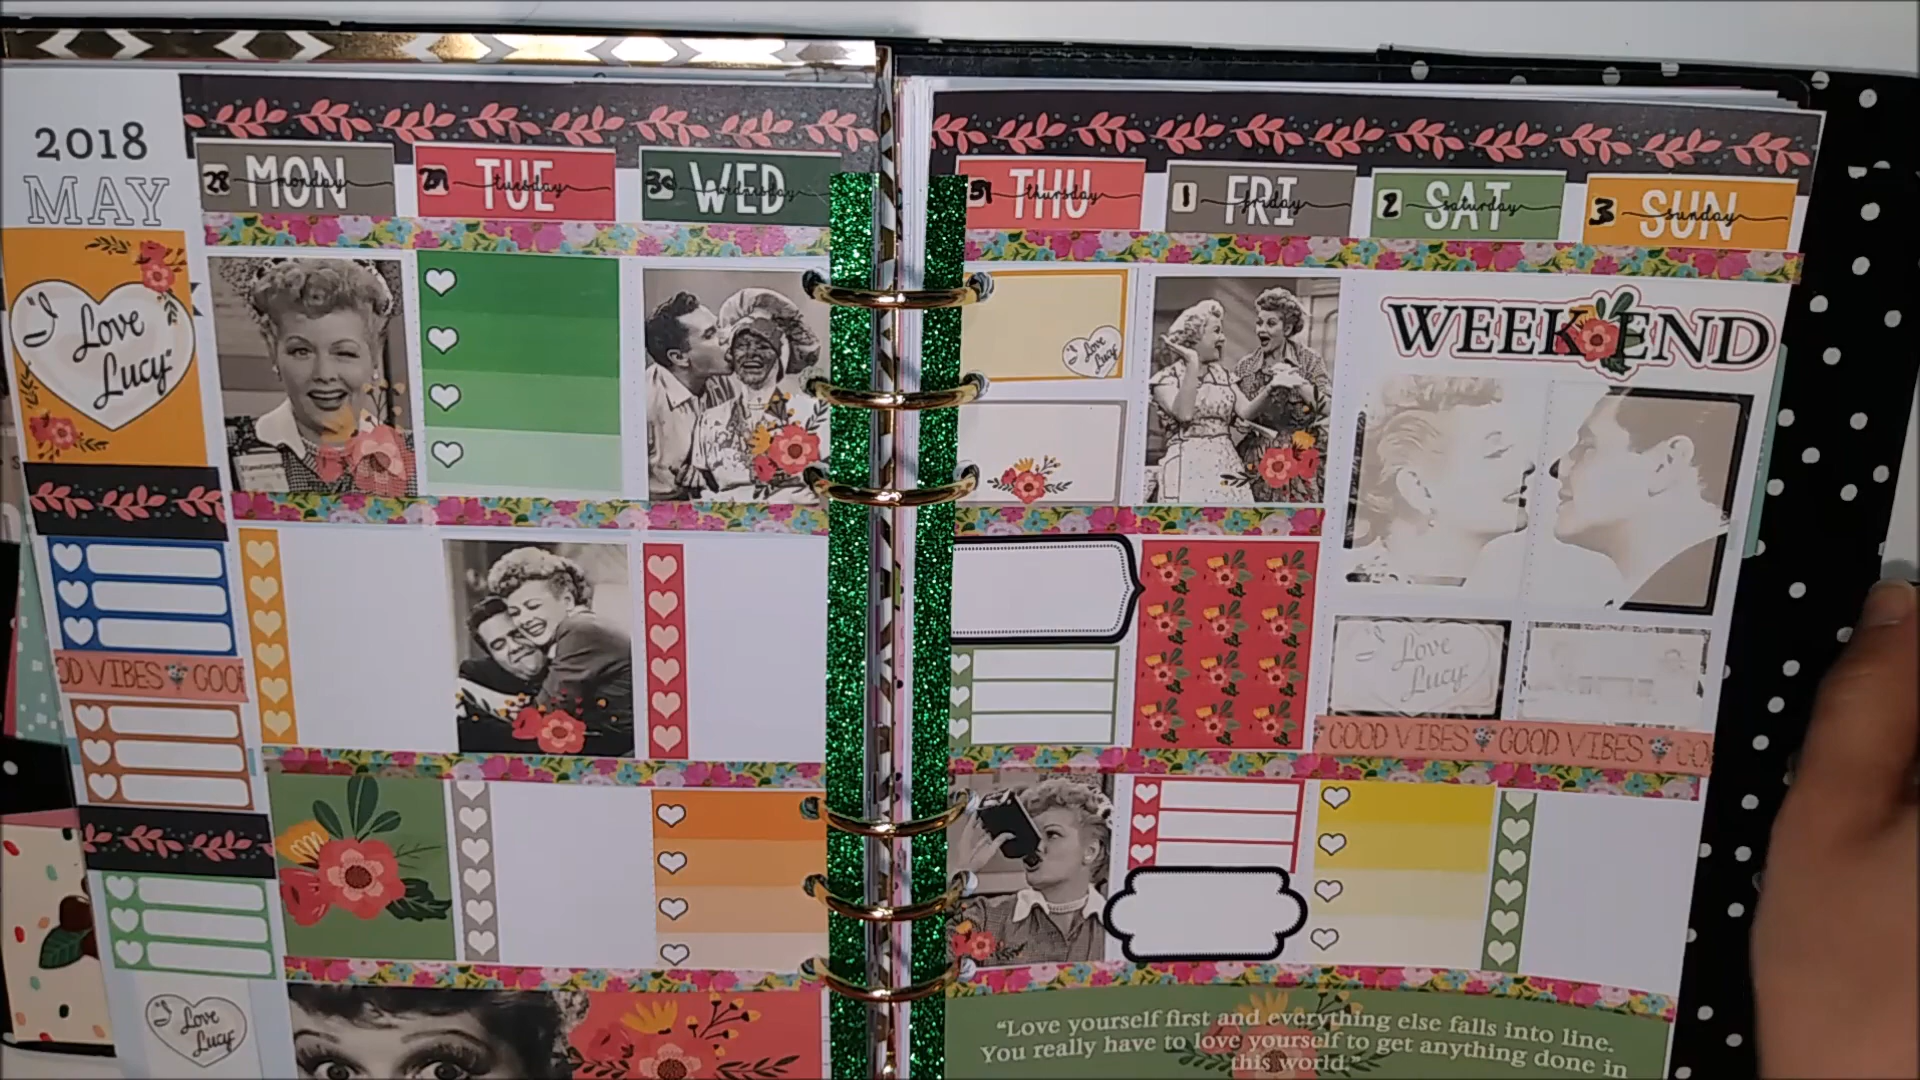 2018
MAY
28 MON monday
29 TUE tuesday
30 WED wednesday
31 THU thursday
1 FRI friday
2 SAT saturday
3 SUN sunday
"I
Love
Lucy"
I
Love
Lucy
WEEKEND
I
Love
Lucy
OD VIBES GOOD
GOOD VIBES GOOD VIBES GO
I
Love
Lucy
"Love yourself first and everything else falls into line.
You really have to love yourself to get anything done in
this world."